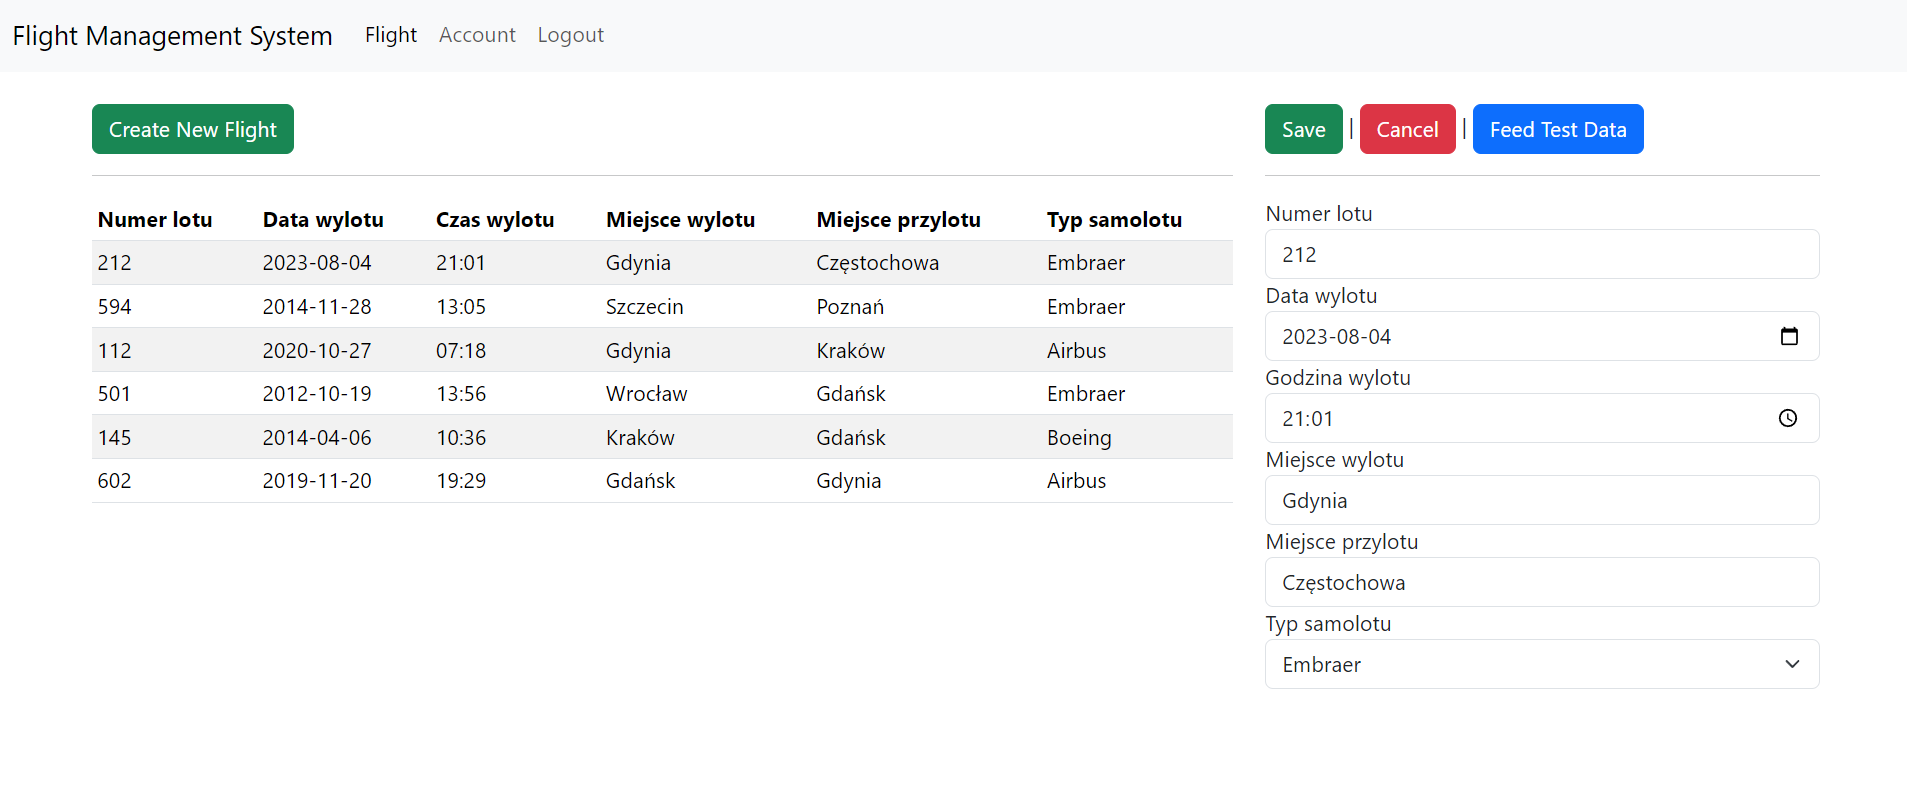 Flight Management System Flight Account Logout
Create New Flight
Numer lotu Data wylotu Czas wylotu Miejsce wylotu Miejsce przylotu Typ samolotu
212 2023-08-04 21:01 Gdynia Częstochowa Embraer
594 2014-11-28 13:05 Szczecin Poznań Embraer
112 2020-10-27 07:18 Gdynia Kraków Airbus
501 2012-10-19 13:56 Wrocław Gdańsk Embraer
145 2014-04-06 10:36 Kraków Gdańsk Boeing
602 2019-11-20 19:29 Gdańsk Gdynia Airbus
Save | Cancel | Feed Test Data
Numer lotu
212
Data wylotu
2023-08-04
Godzina wylotu
21:01
Miejsce wylotu
Gdynia
Miejsce przylotu
Częstochowa
Typ samolotu
Embraer